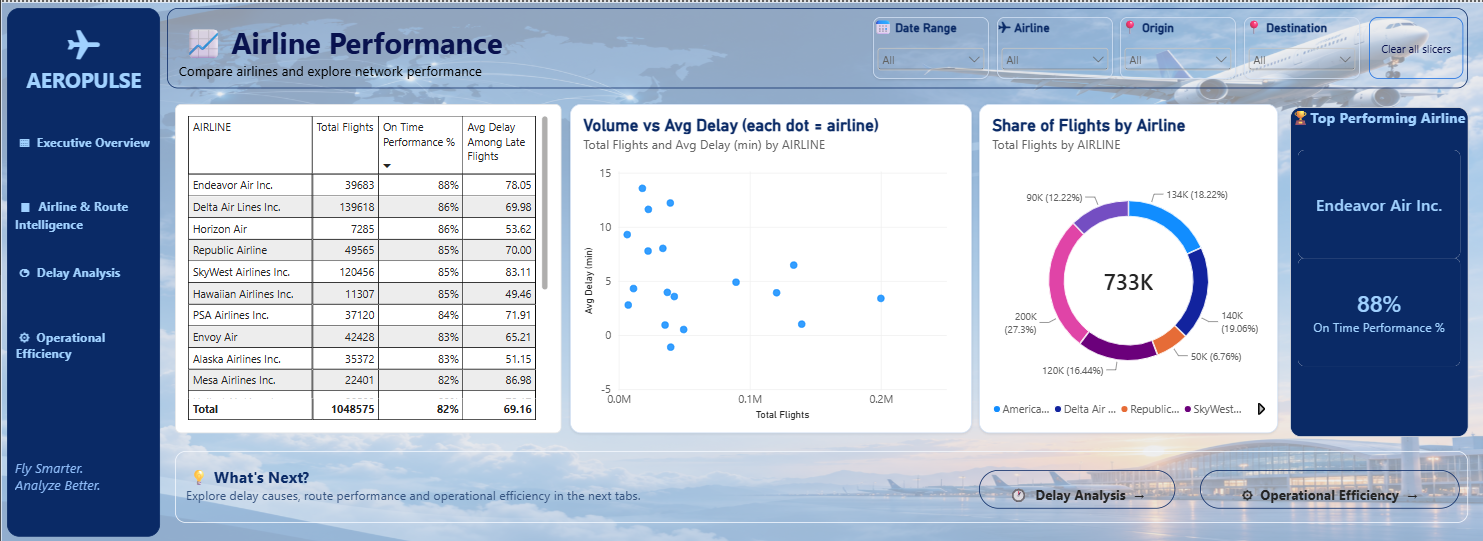 AEROPULSE
Executive Overview
Airline & Route
Intelligence
Delay Analysis
Operational
Efficiency
Fly Smarter.
Analyze Better.
Airline Performance
Compare airlines and explore network performance
Date Range
All
Airline
All
Origin
All
Destination
All
Clear all slicers
AIRLINE Total Flights On Time Performance % Avg Delay Among Late Flights
Endeavor Air Inc. 39683 88% 78.05
Delta Air Lines Inc. 139618 86% 69.98
Horizon Air 7285 86% 53.62
Republic Airline 49565 85% 70.00
SkyWest Airlines Inc. 120456 85% 83.11
Hawaiian Airlines Inc. 11307 85% 49.46
PSA Airlines Inc. 37120 84% 71.91
Envoy Air 42428 83% 65.21
Alaska Airlines Inc. 35372 83% 51.15
Mesa Airlines Inc. 22401 82% 86.98
Total 1048575 82% 69.16
Volume vs Avg Delay (each dot = airline)
Total Flights and Avg Delay (min) by AIRLINE
Avg Delay (min)
15
10
5
0
-5
0.0M 0.1M 0.2M
Total Flights
Share of Flights by Airline
Total Flights by AIRLINE
90K (12.22%) 134K (18.22%)
733K
200K
(27.3%)
140K
(19.06%)
50K (6.76%)
120K (16.44%)
America... Delta Air ... Republic... SkyWest...
Top Performing Airline
Endeavor Air Inc.
88%
On Time Performance %
What's Next?
Explore delay causes, route performance and operational efficiency in the next tabs.
Delay Analysis →
Operational Efficiency →